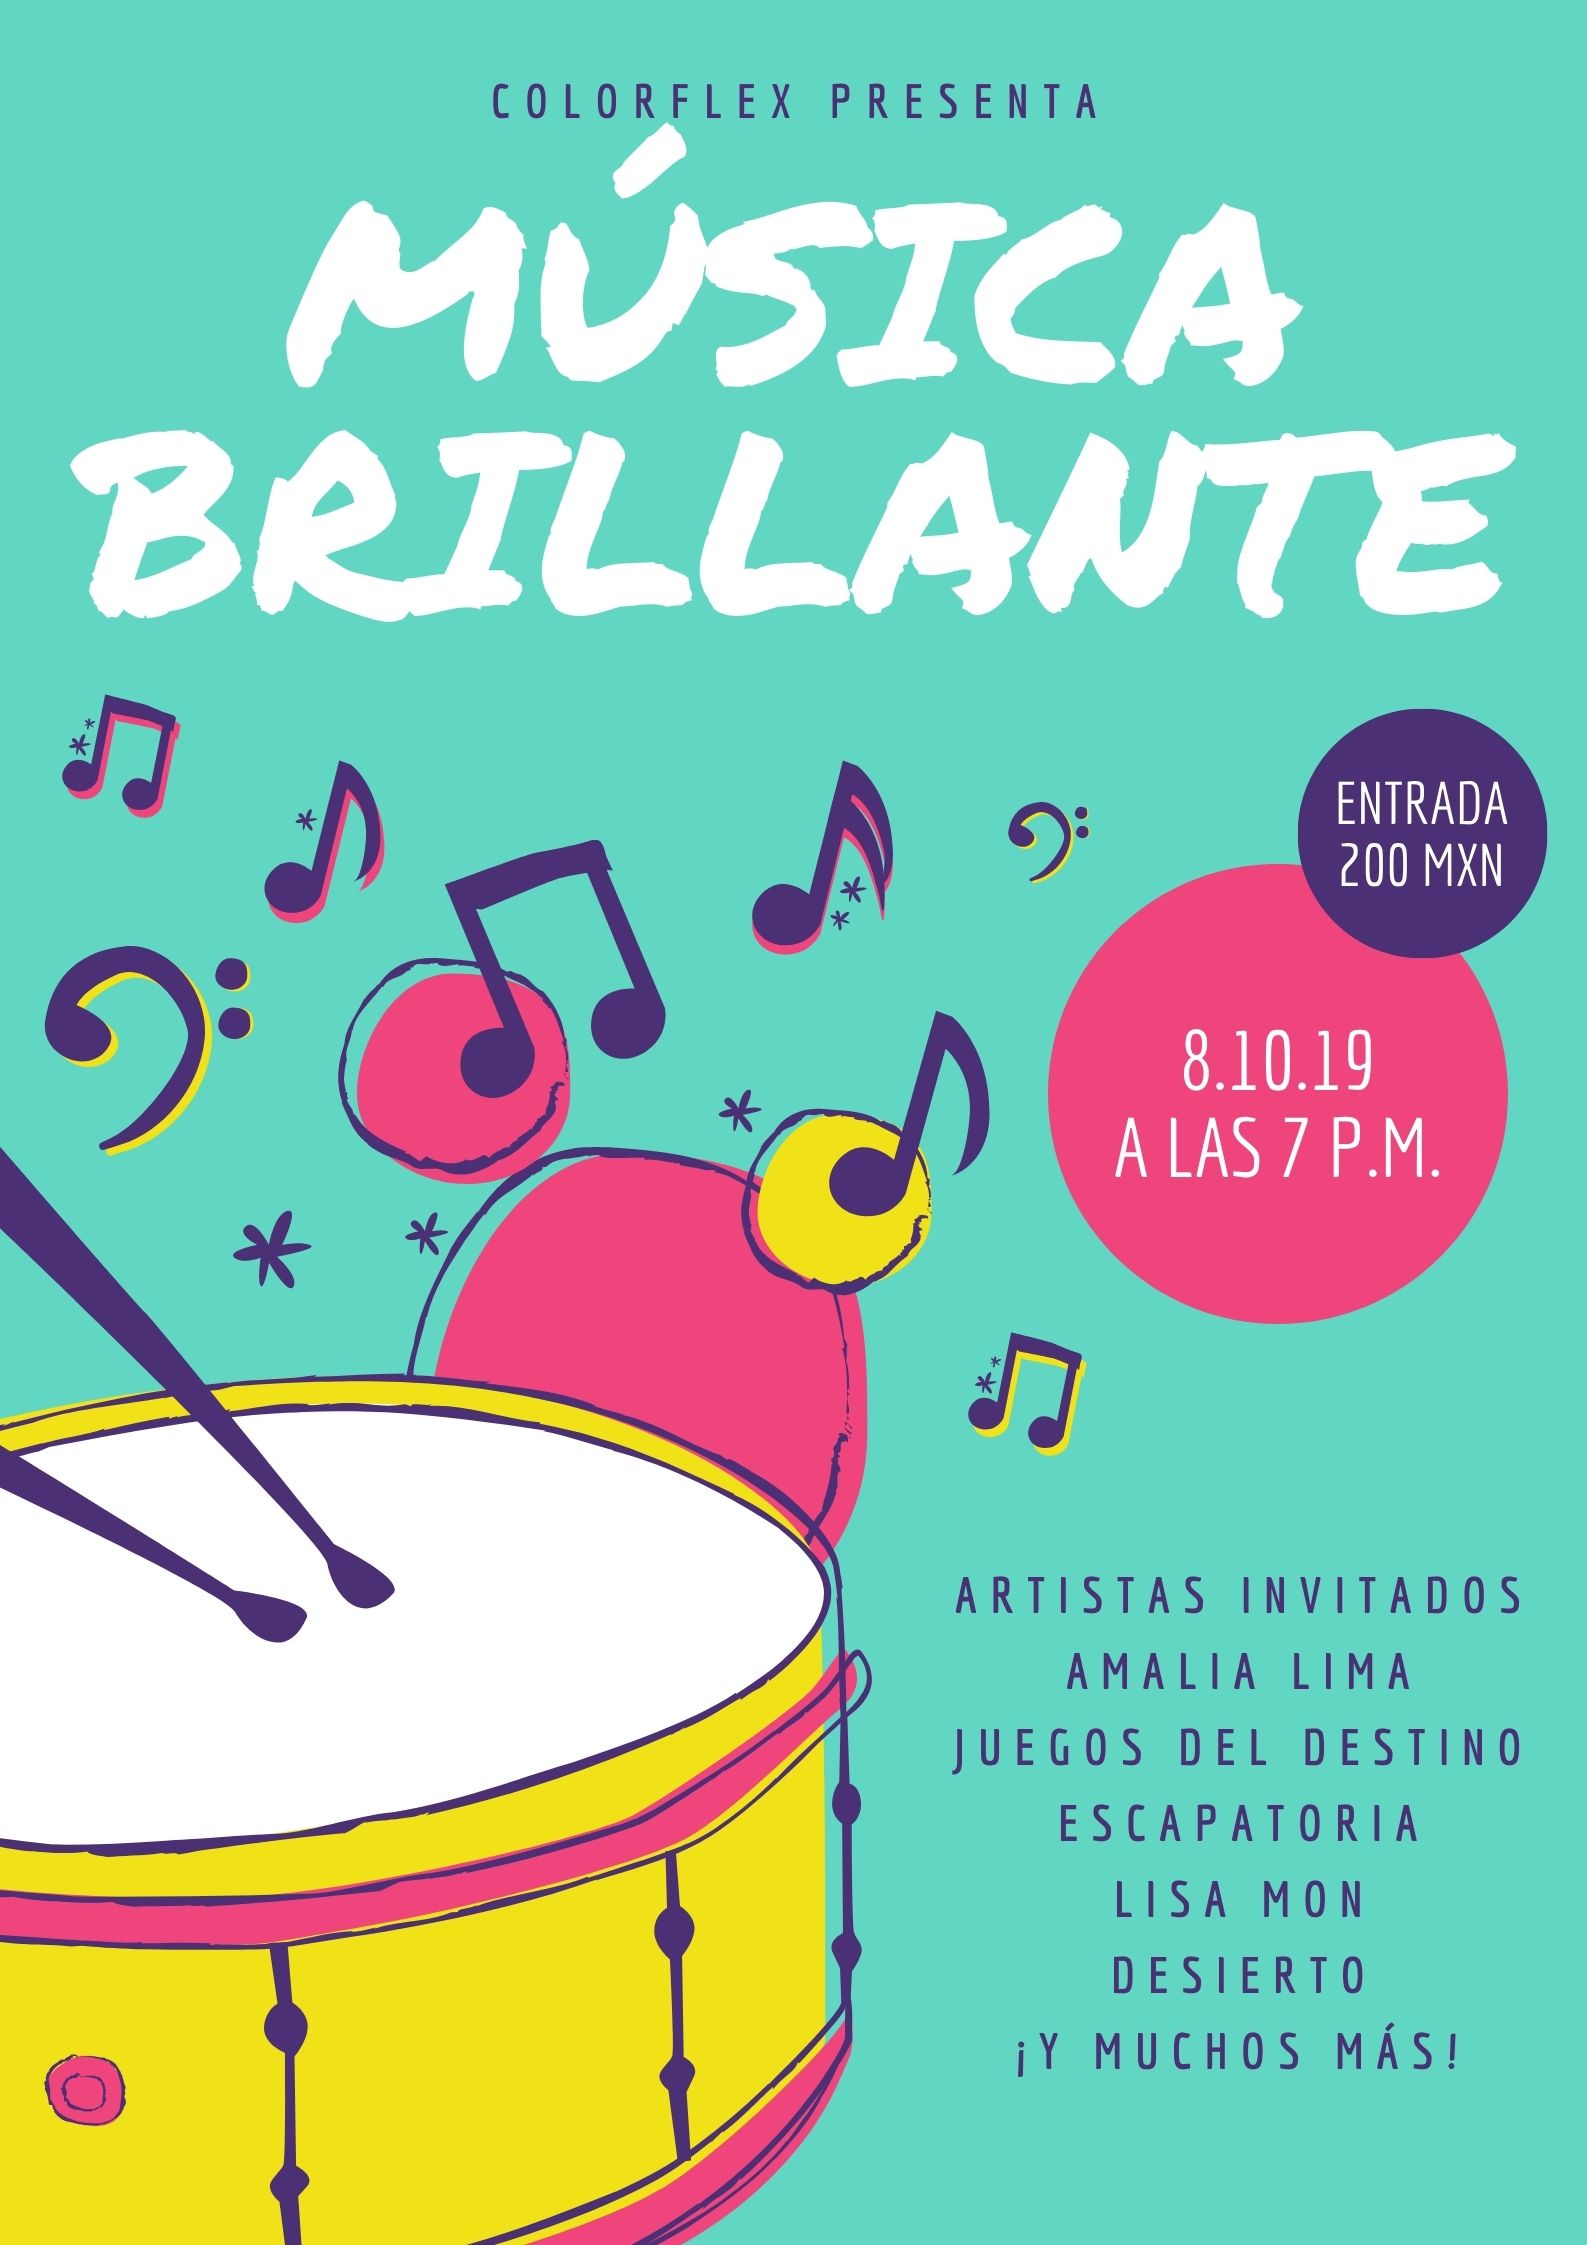 COLORFLEX PRESENTA
MÚSICA
BRILLANTE
ENTRADA
200 MXN
8.10.19
A LAS 7 P.M.
ARTISTAS INVITADOS
AMALIA LIMA
JUEGOS DEL DESTINO
ESCAPATORIA
LISA MON
DESIERTO
¡Y MUCHOS MÁS!